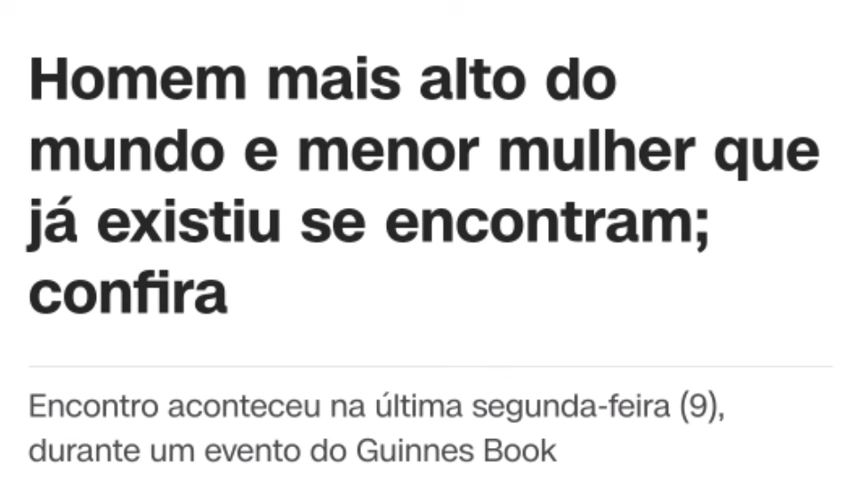 Homem mais alto do
mundo e menor mulher que
já existiu se encontram;
confira
Encontro aconteceu na última segunda-feira (9),
durante um evento do Guinnes Book